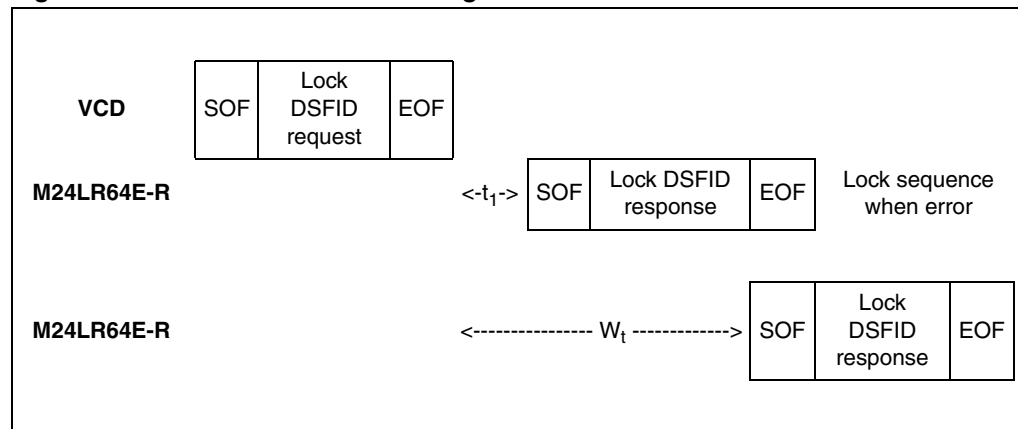 VCD
SOF
Lock
DSFID
request
EOF
M24LR64E-R
<-t1->
SOF
Lock DSFID
response
EOF
Lock sequence
when error
M24LR64E-R
<---------------- Wt ------------->
SOF
Lock
DSFID
response
EOF